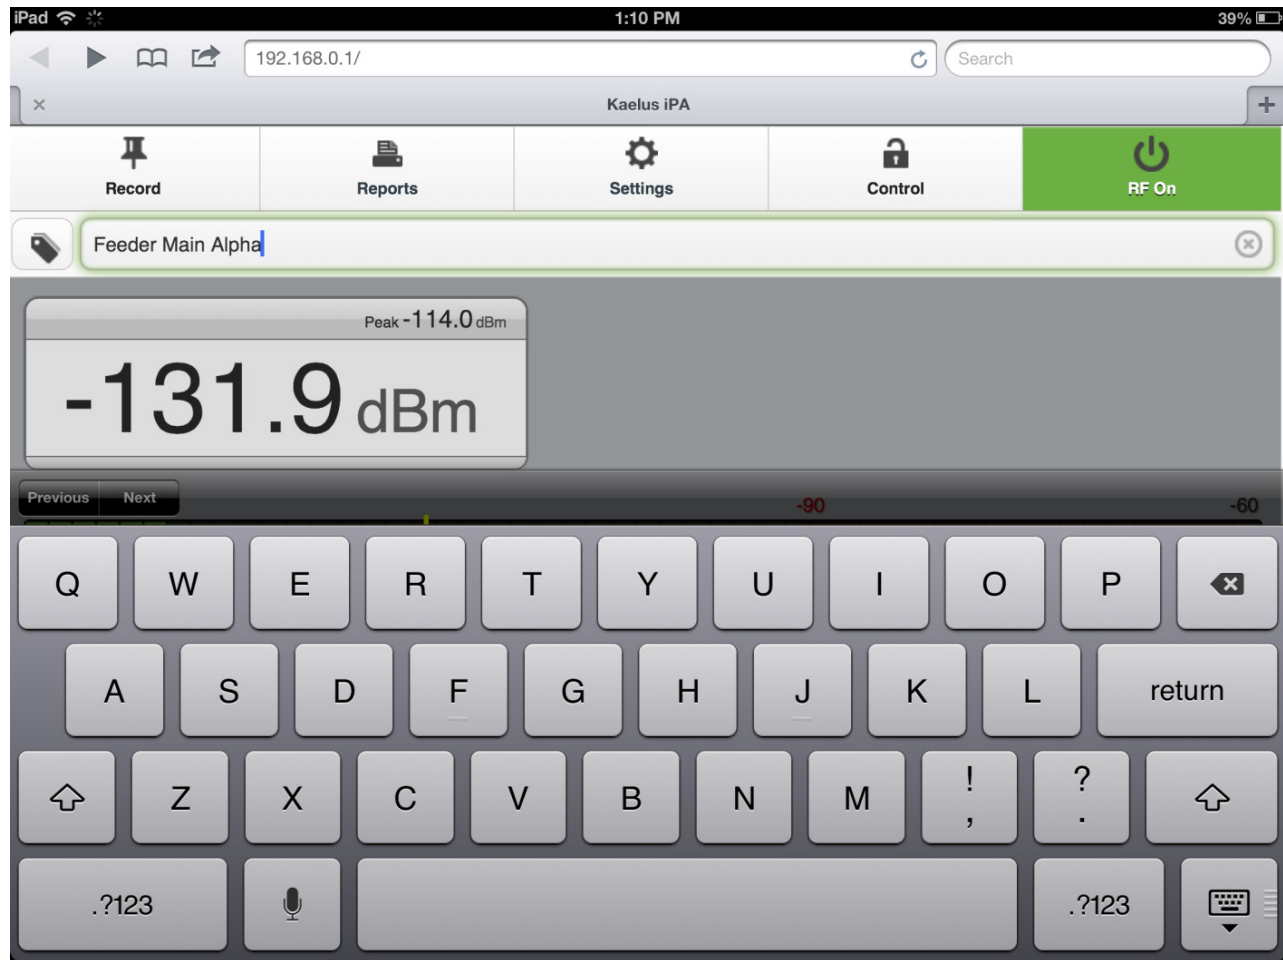 iPad 1:10 PM 39%
192.168.0.1/ Search
Kaelus iPA
Record Reports Settings Control RF On
Feeder Main Alpha
Peak -114.0 dBm
-131.9 dBm
Previous Next -90 -60
Q W E R T Y U I O P
A S D F G H J K L return
Z X C V B N M ! , ? .
.?123 .?123